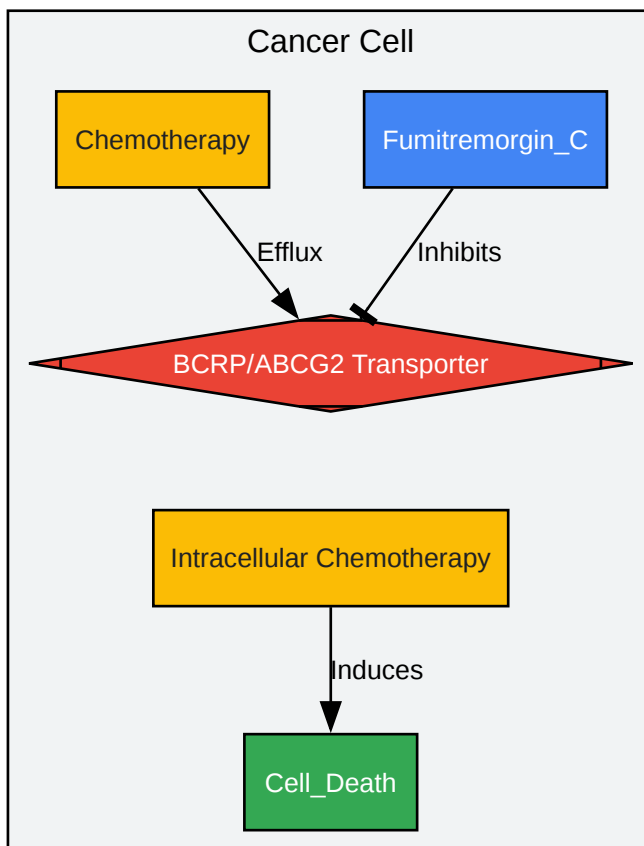 Cancer Cell
Chemotherapy
Fumitremorgin_C
Efflux
Inhibits
BCRP/ABCG2 Transporter
Intracellular Chemotherapy
Induces
Cell_Death